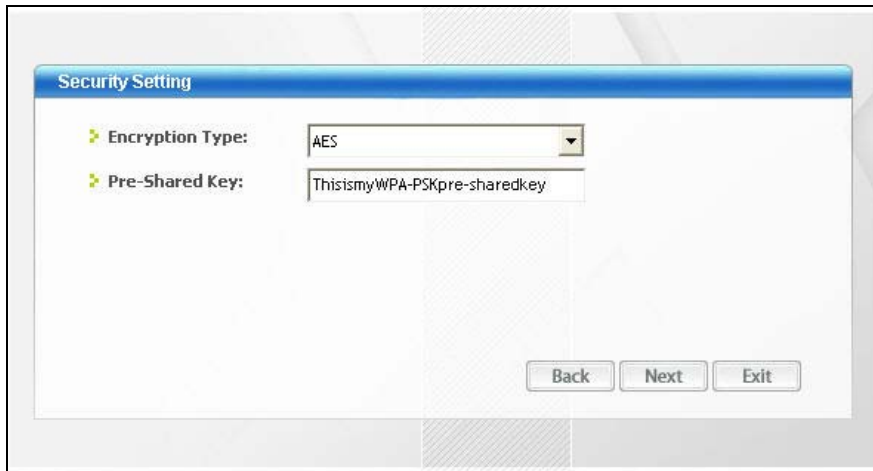 Security Setting
Encryption Type: AES
Pre-Shared Key: ThisismyWPA-PSKpre-sharedkey
Back Next Exit